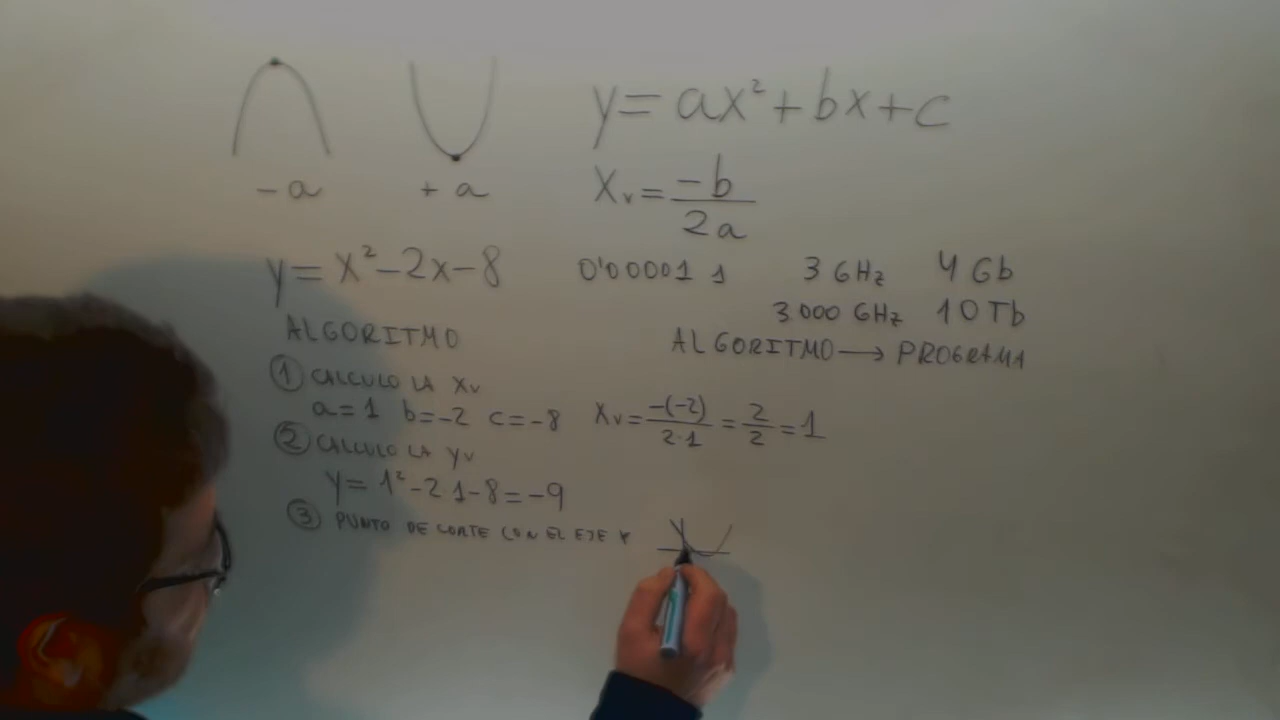 y=ax²+bx+c
-a
+a
Xv=-b/2a
y=x²-2x-8
0'00001 1
3 GHz
4 Gb
3000 GHz
10 Tb
ALGORITMO
ALGORITMO→PROGRAMA
① CALCULO LA Xv
a=1 b=-2 c=-8
Xv=-(-2)/2·1=2/2=1
② CALCULO LA Yv
y=1²-2 1-8=-9
③ PUNTO DE CORTE CON EL EJE Y